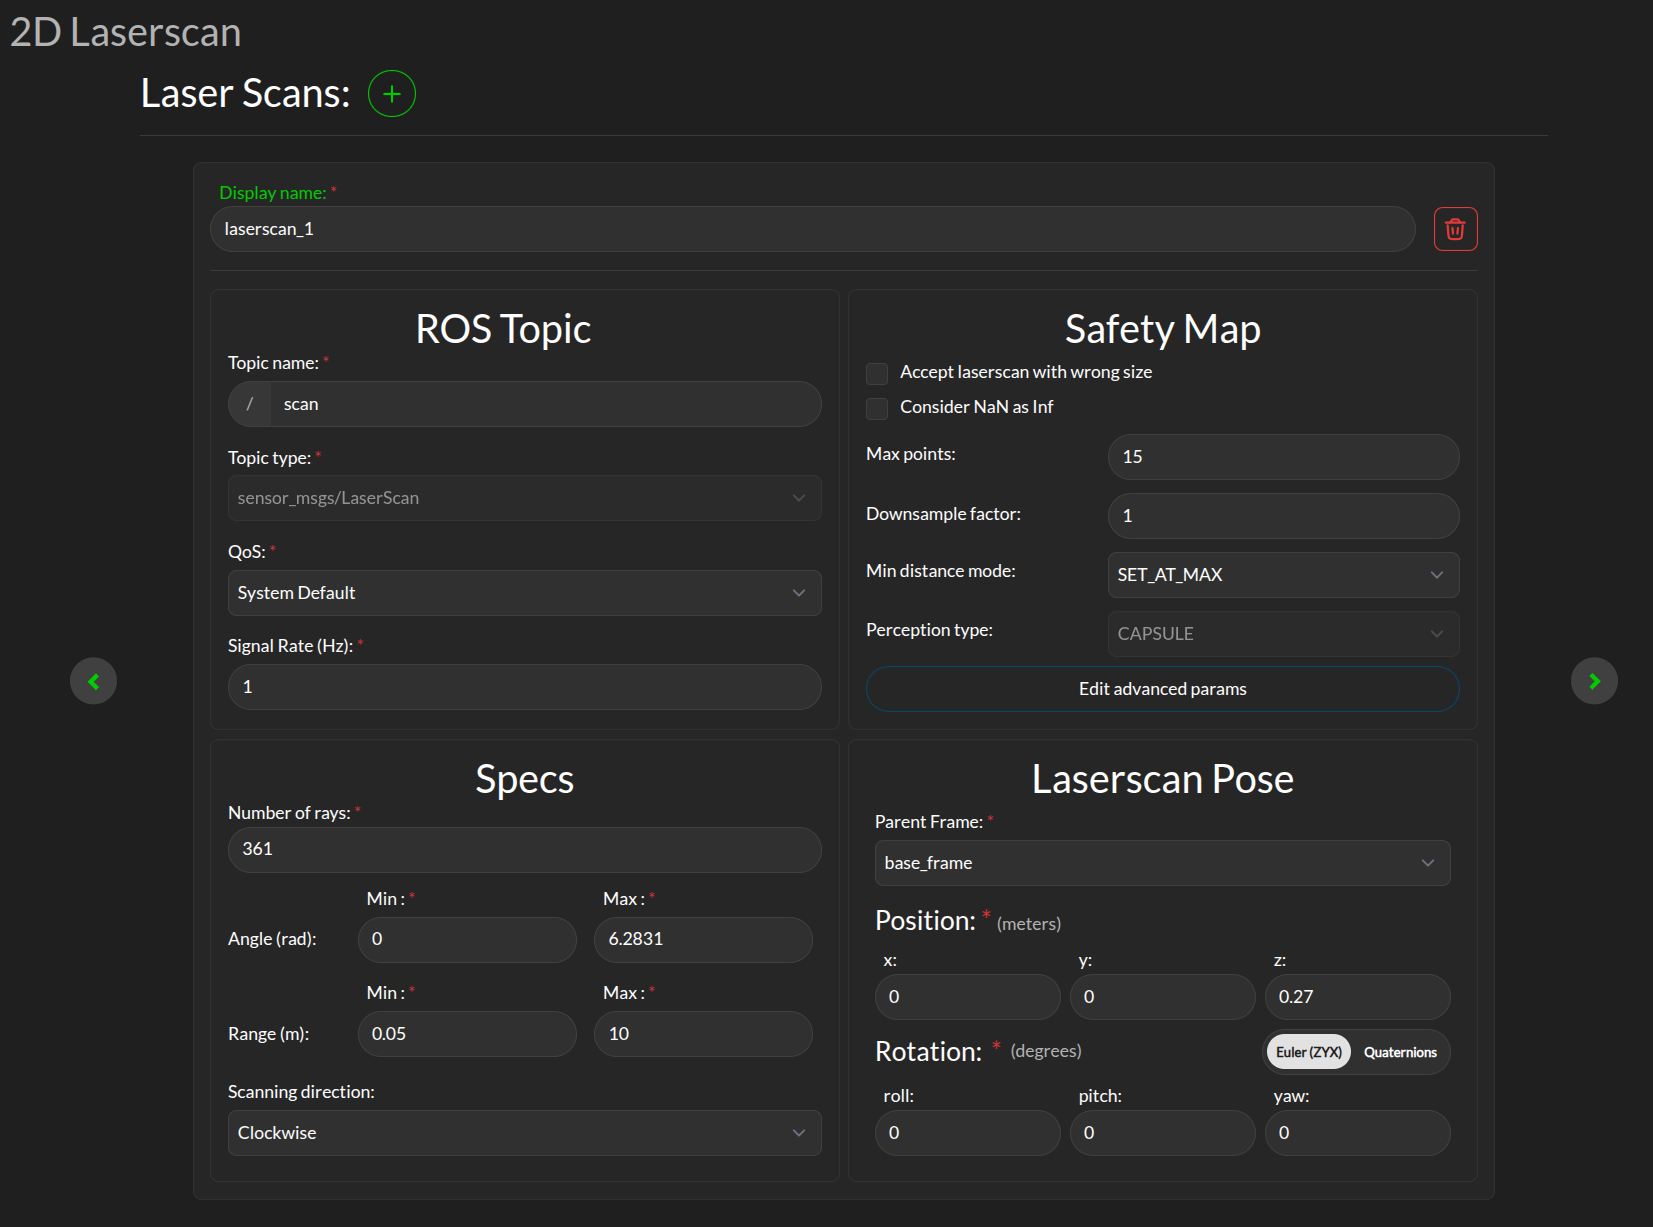 2D Laserscan
Laser Scans:
Display name: *
laserscan_1
ROS Topic
Topic name: *
/ scan
Topic type: *
sensor_msgs/LaserScan
QoS: *
System Default
Signal Rate (Hz): *
1
Safety Map
Accept laserscan with wrong size
Consider NaN as Inf
Max points: 15
Downsample factor: 1
Min distance mode: SET_AT_MAX
Perception type: CAPSULE
Edit advanced params
Specs
Number of rays: *
361
Min : * Max : *
Angle (rad): 0 6.2831
Min : * Max : *
Range (m): 0.05 10
Scanning direction:
Clockwise
Laserscan Pose
Parent Frame: *
base_frame
Position: * (meters)
x: y: z:
0 0 0.27
Rotation: * (degrees) Euler (ZYX) Quaternions
roll: pitch: yaw:
0 0 0